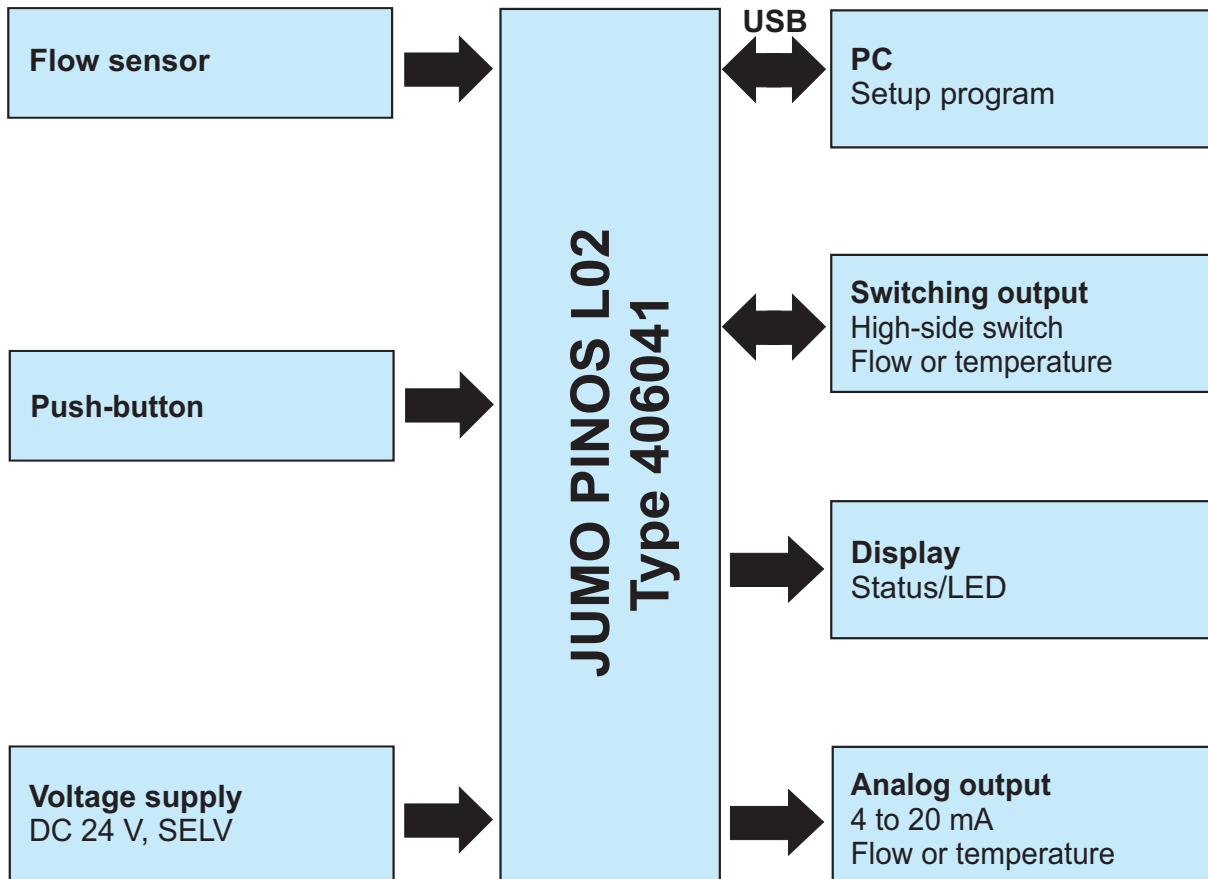 Flow sensor
Push-button
Voltage supply
DC 24 V, SELV
JUMO PINOS L02
Type 406041
USB
PC
Setup program
Switching output
High-side switch
Flow or temperature
Display
Status/LED
Analog output
4 to 20 mA
Flow or temperature